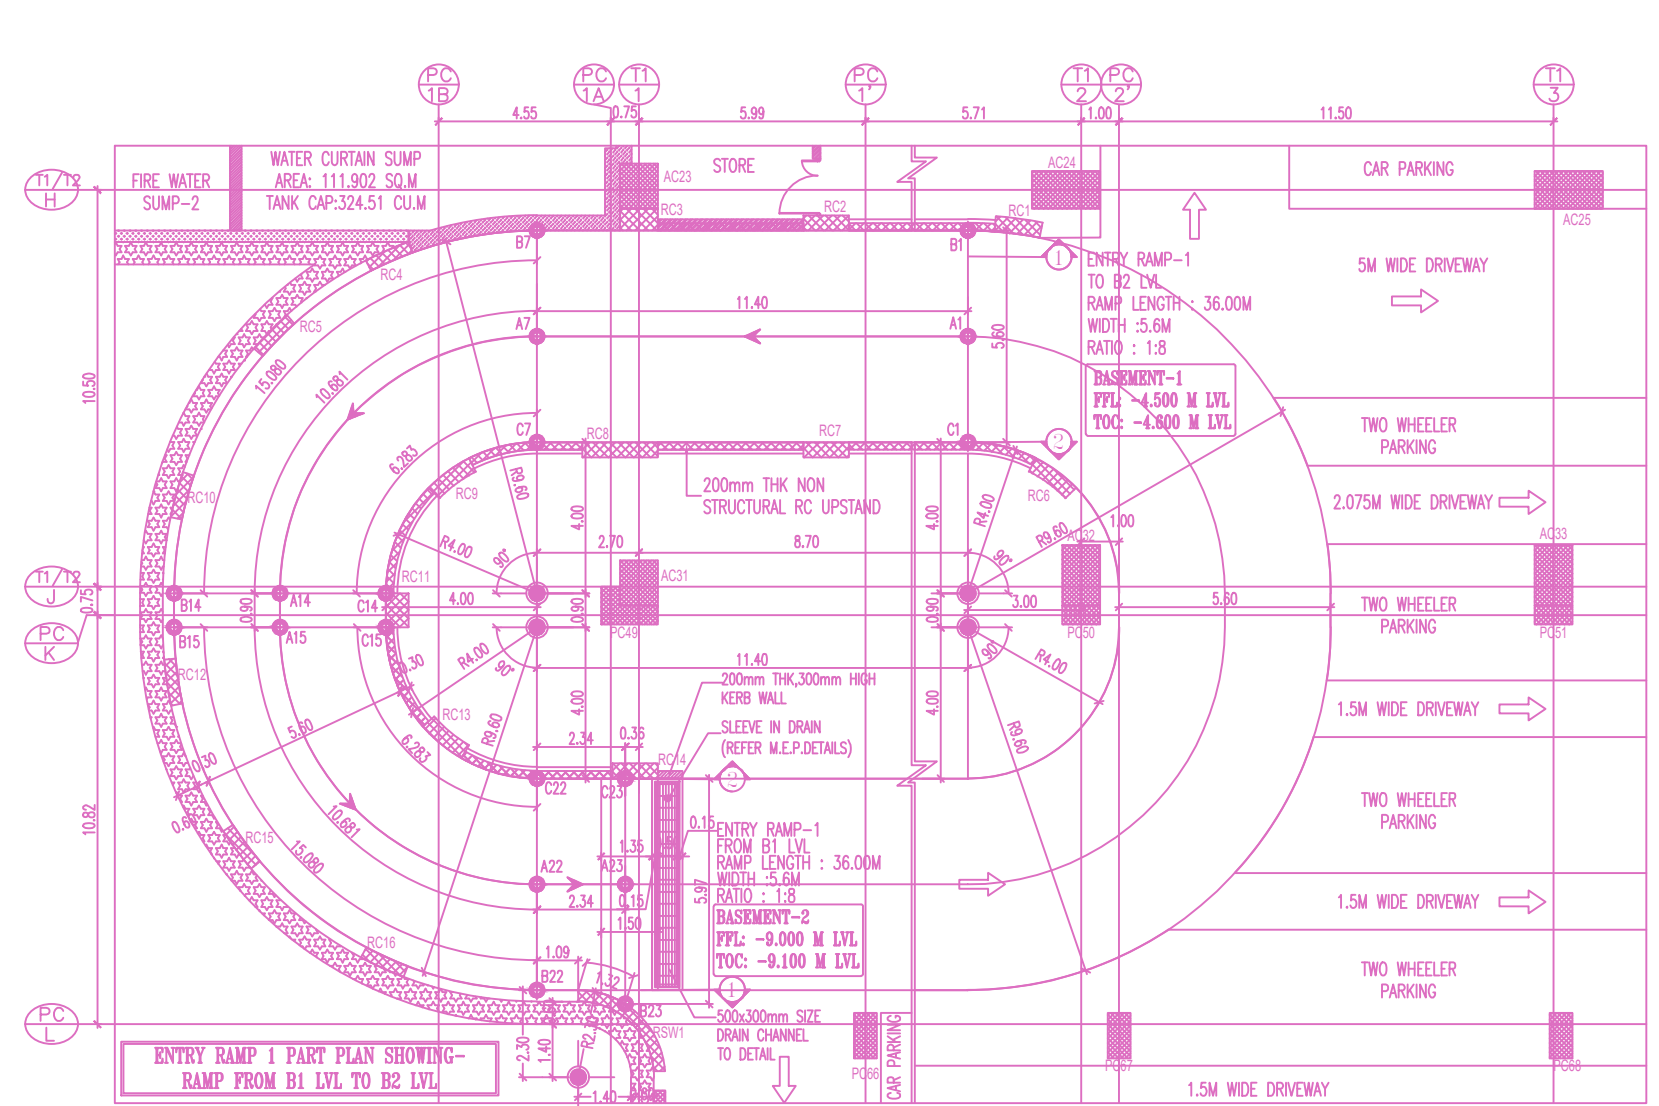 PC
1B
PC
1A
T1
1
PC
1'
T1
2
PC
2'
T1
3
4.55
0.75
5.99
5.71
1.00
11.50
WATER CURTAIN SUMP
AREA: 111.902 SQ.M
TANK CAP:324.51 CU.M
FIRE WATER
SUMP-2
STORE
CAR PARKING
T1/T2
H
AC23
AC24
AC25
RC3
RC2
RC1
B7
B1
RC4
1
ENTRY RAMP-1
TO B2 LVL
RAMP LENGTH : 36.00M
WIDTH :5.6M
RATIO : 1:8
5M WIDE DRIVEWAY
11.40
A7
A1
5.60
RC5
15.080
10.681
10.50
BASEMENT-1
FFL: -4.500 M LVL
TOC: -4.600 M LVL
TWO WHEELER
PARKING
C7
C1
RC8
RC7
2
6.283
R9.60
RC9
RC6
RC10
200mm THK NON
STRUCTURAL RC UPSTAND
2.075M WIDE DRIVEWAY
4.00
4.00
R4.00
R4.00
R9.60
1.00
AC32
AC33
90°
2.70
8.70
90°
T1/T2
J
RC11
AC31
0.75
B14
A14
C14
4.00
0.90
0.90
0.90
3.00
5.60
TWO WHEELER
PARKING
PC
K
B15
A15
C15
PC49
PC50
PC51
RC12
0.30
R4.00
90°
11.40
90°
R4.00
200mm THK,300mm HIGH
KERB WALL
4.00
4.00
1.5M WIDE DRIVEWAY
RC13
5.60
R9.60
SLEEVE IN DRAIN
(REFER M.E.P.DETAILS)
R9.60
6.283
2.34
0.36
0.30
RC14
C22
C23
2
0.60
10.82
RC15
10.681
15.080
0.15
ENTRY RAMP-1
FROM B1 LVL
RAMP LENGTH : 36.00M
WIDTH :5.6M
RATIO : 1:8
TWO WHEELER
PARKING
1.35
A22
A23
5.97
2.34
0.15
1.50
1.5M WIDE DRIVEWAY
BASEMENT-2
FFL: -9.000 M LVL
TOC: -9.100 M LVL
RC16
1.09
B22
1.32
B23
1
TWO WHEELER
PARKING
PC
L
RSW1
500x300mm SIZE
DRAIN CHANNEL
TO DETAIL
2.30
1.40
1.40
PC66
CAR PARKING
PC67
PC68
1.5M WIDE DRIVEWAY
ENTRY RAMP 1 PART PLAN SHOWING-
RAMP FROM B1 LVL TO B2 LVL